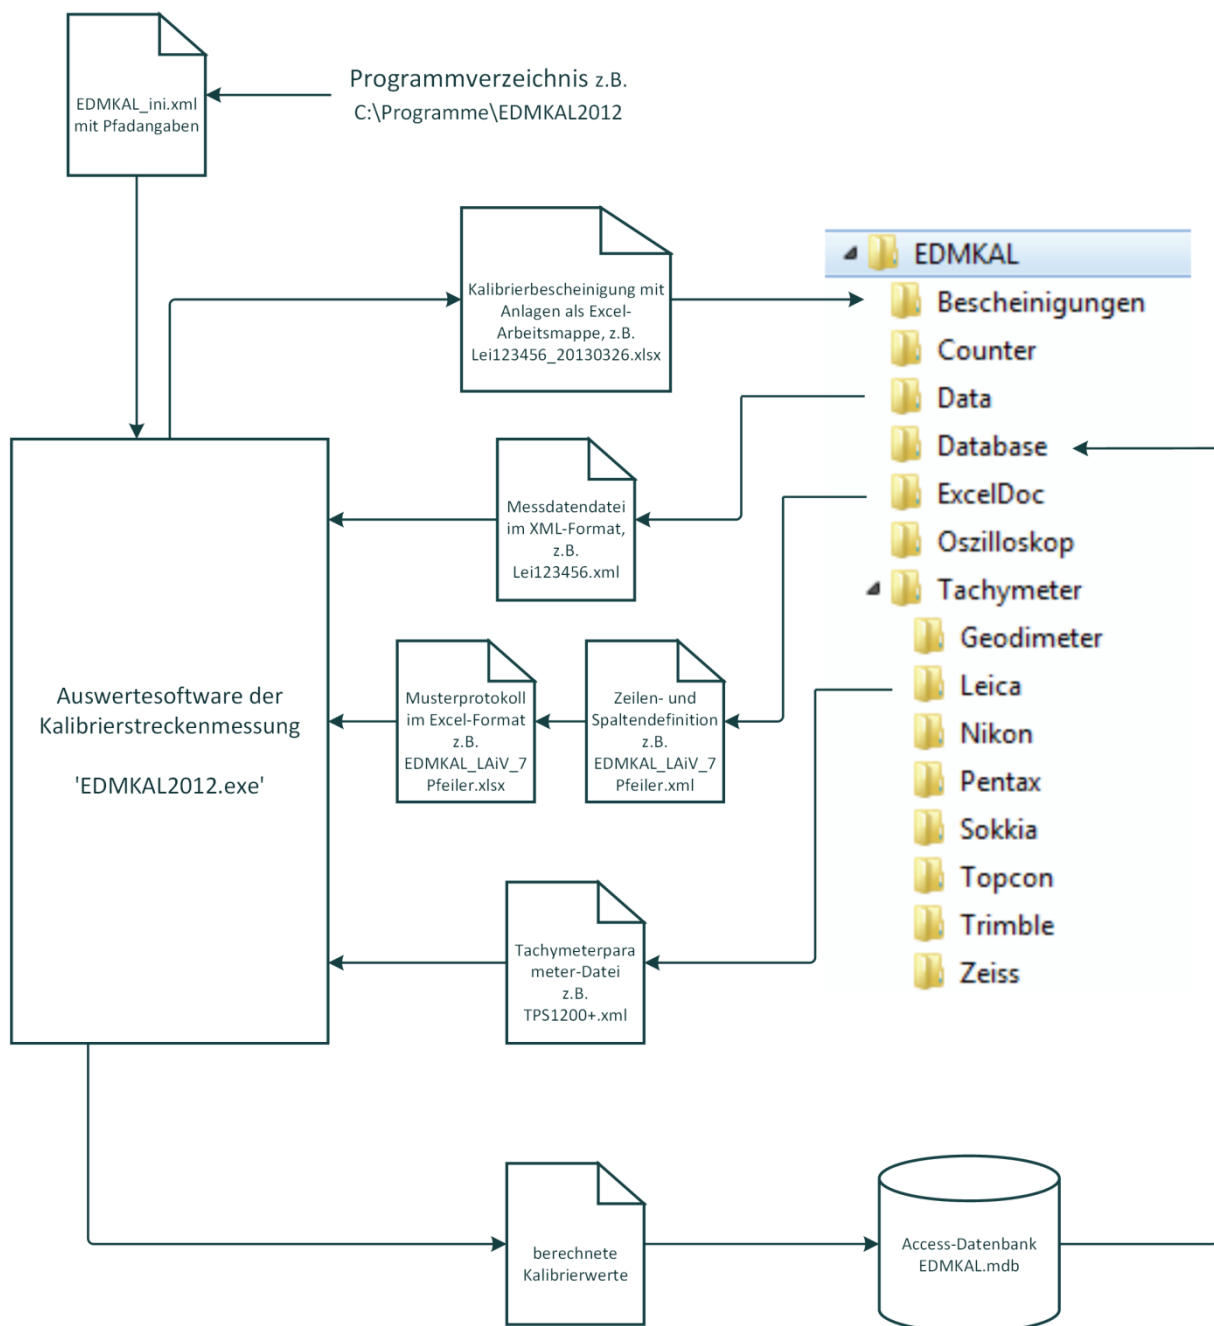 Programmverzeichnis z.B.
C:\Programme\EDMKAL2012
EDMKAL_ini.xml
mit Pfadangaben
Kalibrierbescheinigung mit
Anlagen als Excel-
Arbeitsmappe, z.B.
Lei123456_20130326.xlsx
EDMKAL
Bescheinigungen
Counter
Data
Database
ExcelDoc
Oszilloskop
Tachymeter
Geodimeter
Leica
Nikon
Pentax
Sokkia
Topcon
Trimble
Zeiss
Messdatendatei
im XML-Format,
z.B.
Lei123456.xml
Auswertesoftware der
Kalibrierstreckenmessung
'EDMKAL2012.exe'
Musterprotokoll
im Excel-Format
z.B.
EDMKAL_LAiV_7
Pfeiler.xlsx
Zeilen- und
Spaltendefinition
z.B.
EDMKAL_LAiV_7
Pfeiler.xml
Tachymeterpara
meter-Datei
z.B.
TPS1200+.xml
berechnete
Kalibrierwerte
Access-Datenbank
EDMKAL.mdb